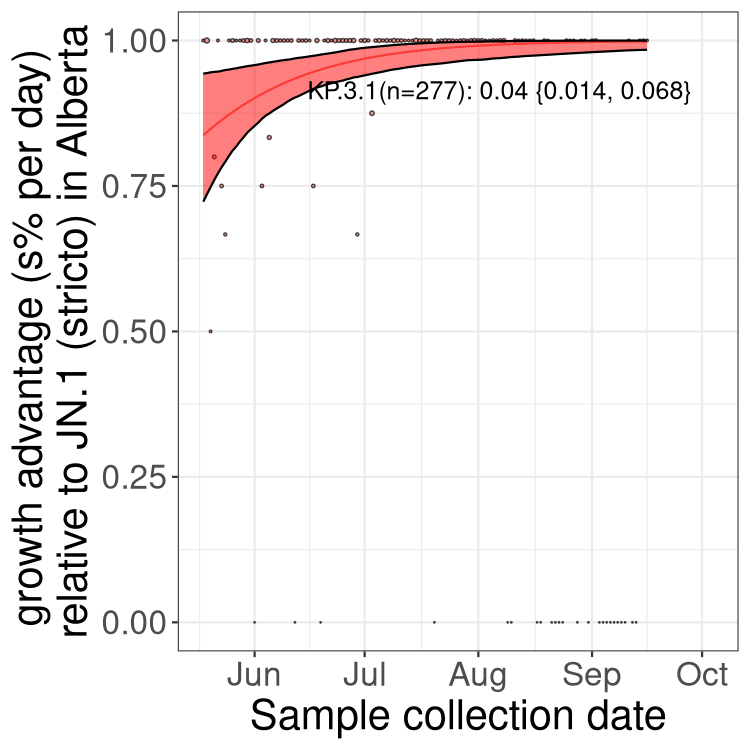 growth advantage (s% per day)
relative to JN.1 (stricto) in Alberta
1.00
0.75
0.50
0.25
0.00
KP.3.1(n=277): 0.04 {0.014, 0.068}
Jun Jul Aug Sep Oct
Sample collection date